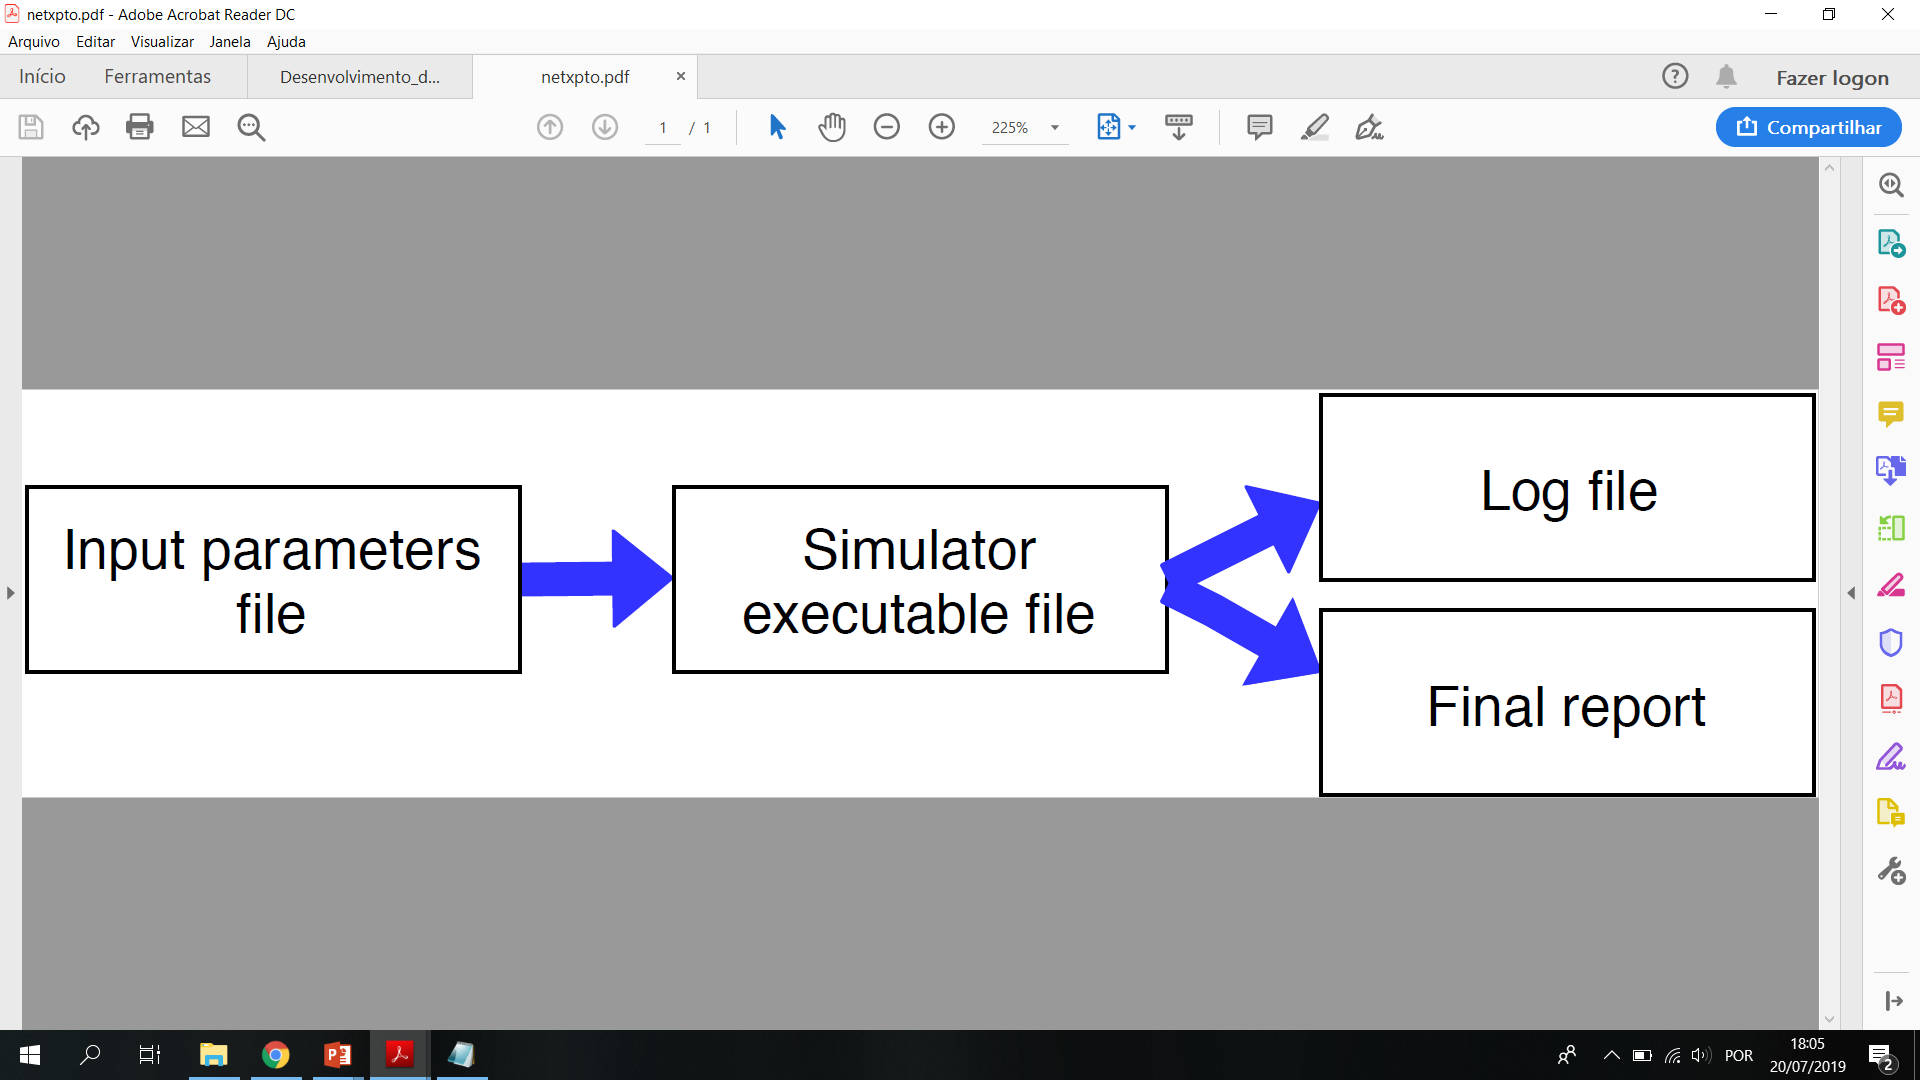 netxpto.pdf - Adobe Acrobat Reader DC
Arquivo Editar Visualizar Janela Ajuda
Início Ferramentas Desenvolvimento_d... netxpto.pdf Fazer logon
1 / 1 225% Compartilhar
Input parameters
file
Simulator
executable file
Log file
Final report
POR
18:05
20/07/2019
2